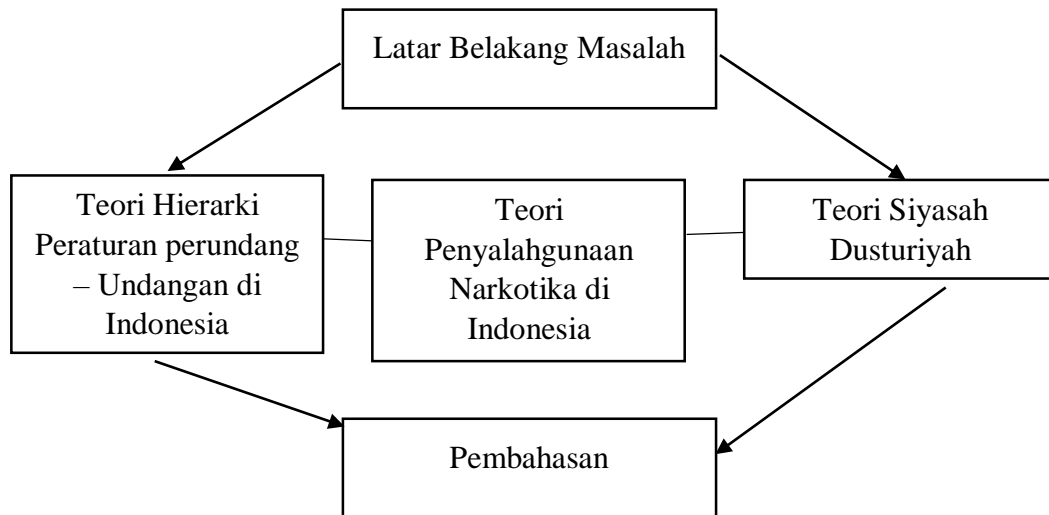 Latar Belakang Masalah
Teori Hierarki
Peraturan perundang
– Undangan di
Indonesia
Teori
Penyalahgunaan
Narkotika di
Indonesia
Teori Siyasah
Dusturiyah
Pembahasan